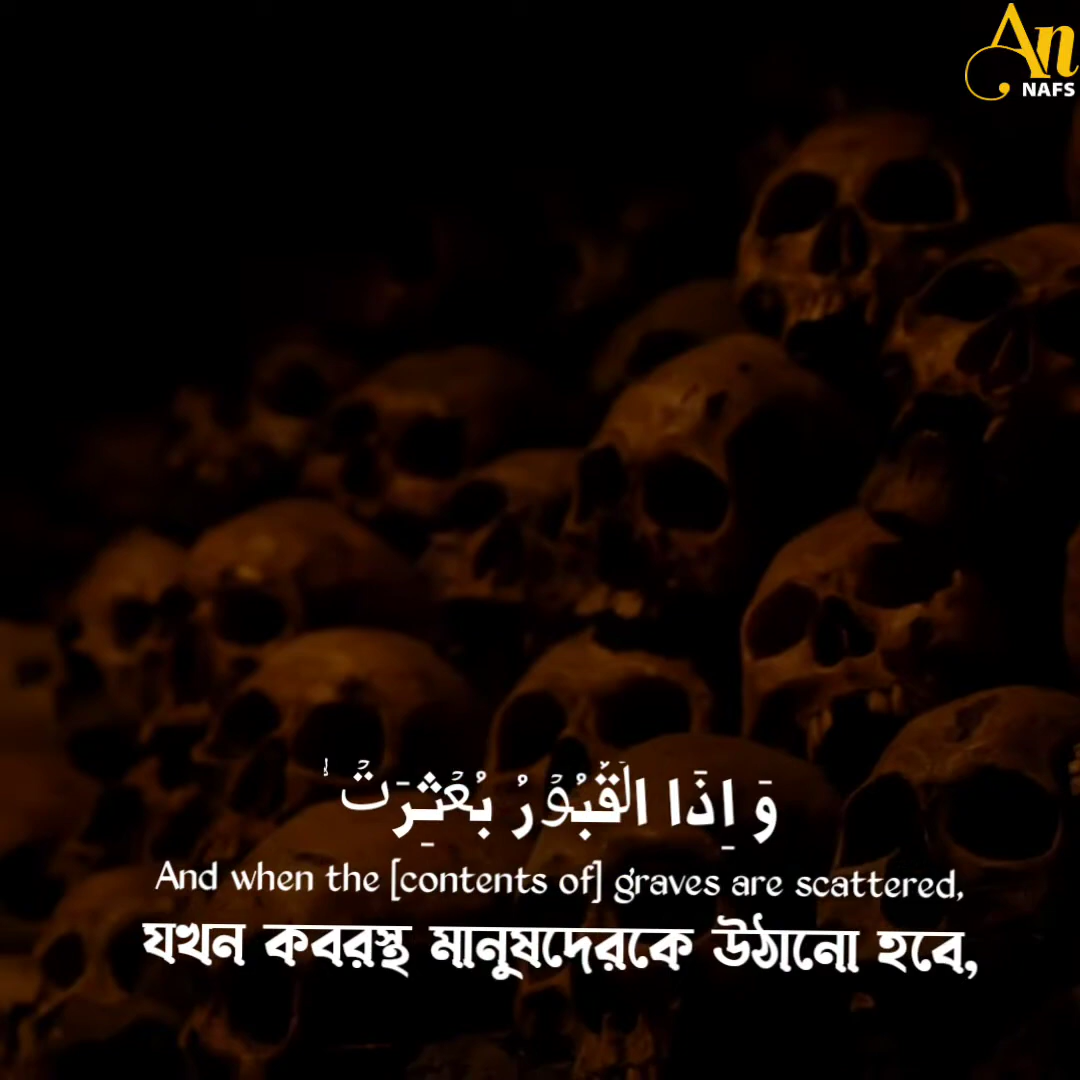 An
NAFS
وَ اِذَا الْقُبُوْرُ بُعْثِرَتْ ۙ
And when the [contents of] graves are scattered,
যখন কবরস্থ মানুষদেরকে উঠানো হবে,